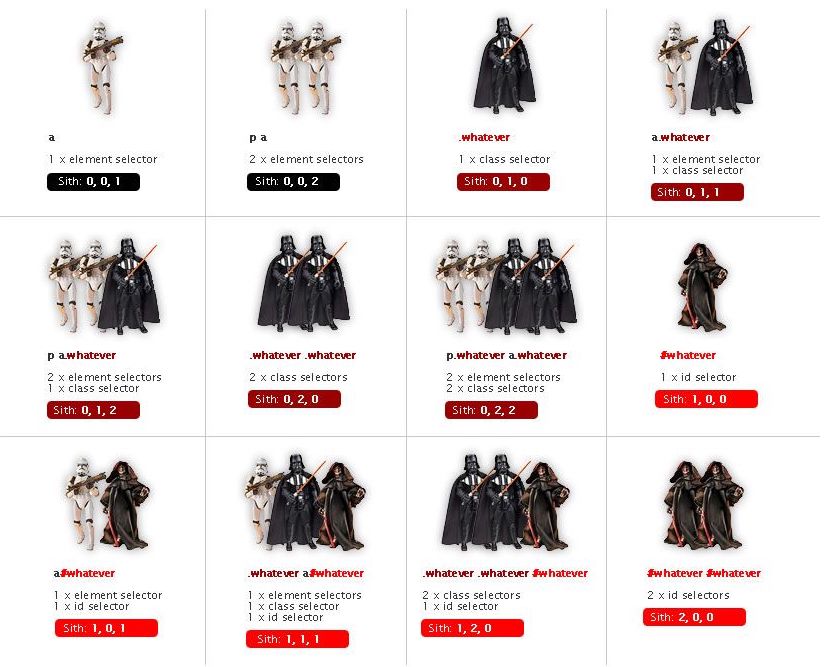 a
1 x element selector
Sith: 0, 0, 1
p a
2 x element selectors
Sith: 0, 0, 2
.whatever
1 x class selector
Sith: 0, 1, 0
a.whatever
1 x element selector
1 x class selector
Sith: 0, 1, 1
p a.whatever
2 x element selectors
1 x class selector
Sith: 0, 1, 2
.whatever .whatever
2 x class selectors
Sith: 0, 2, 0
p.whatever a.whatever
2 x element selectors
2 x class selectors
Sith: 0, 2, 2
#whatever
1 x id selector
Sith: 1, 0, 0
a#whatever
1 x element selector
1 x id selector
Sith: 1, 0, 1
.whatever a#whatever
1 x element selectors
1 x class selector
1 x id selector
Sith: 1, 1, 1
.whatever .whatever #whatever
2 x class selectors
1 x id selector
Sith: 1, 2, 0
#whatever #whatever
2 x id selectors
Sith: 2, 0, 0